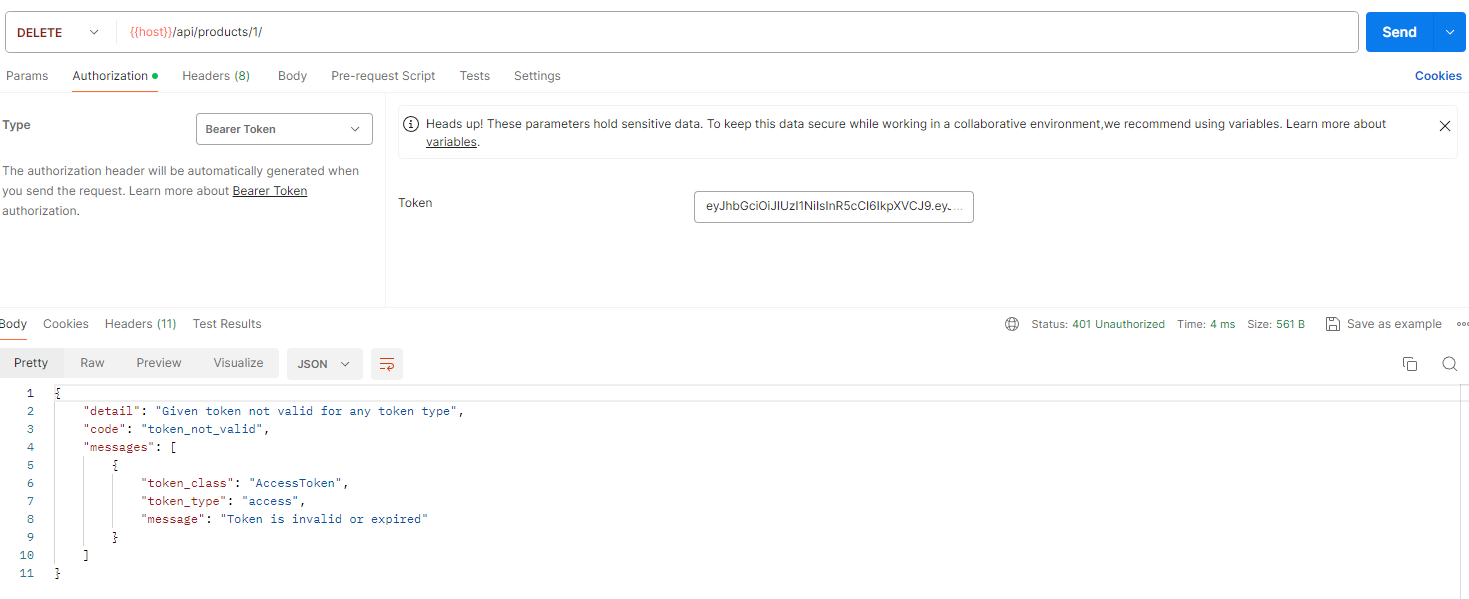 DELETE {{host}}/api/products/1/ Send
Params Authorization Headers (8) Body Pre-request Script Tests Settings Cookies
Type Bearer Token
The authorization header will be automatically generated when
you send the request. Learn more about Bearer Token
authorization.
Heads up! These parameters hold sensitive data. To keep this data secure while working in a collaborative environment,we recommend using variables. Learn more about
variables.
Token eyJhbGciOiJIUzI1NiIsInR5cCI6IkpXVCJ9.eyJ...
Body Cookies Headers (11) Test Results Status: 401 Unauthorized Time: 4 ms Size: 561 B Save as example
Pretty Raw Preview Visualize JSON
1 {
2 "detail": "Given token not valid for any token type",
3 "code": "token_not_valid",
4 "messages": [
5 {
6 "token_class": "AccessToken",
7 "token_type": "access",
8 "message": "Token is invalid or expired"
9 }
10 ]
11 }